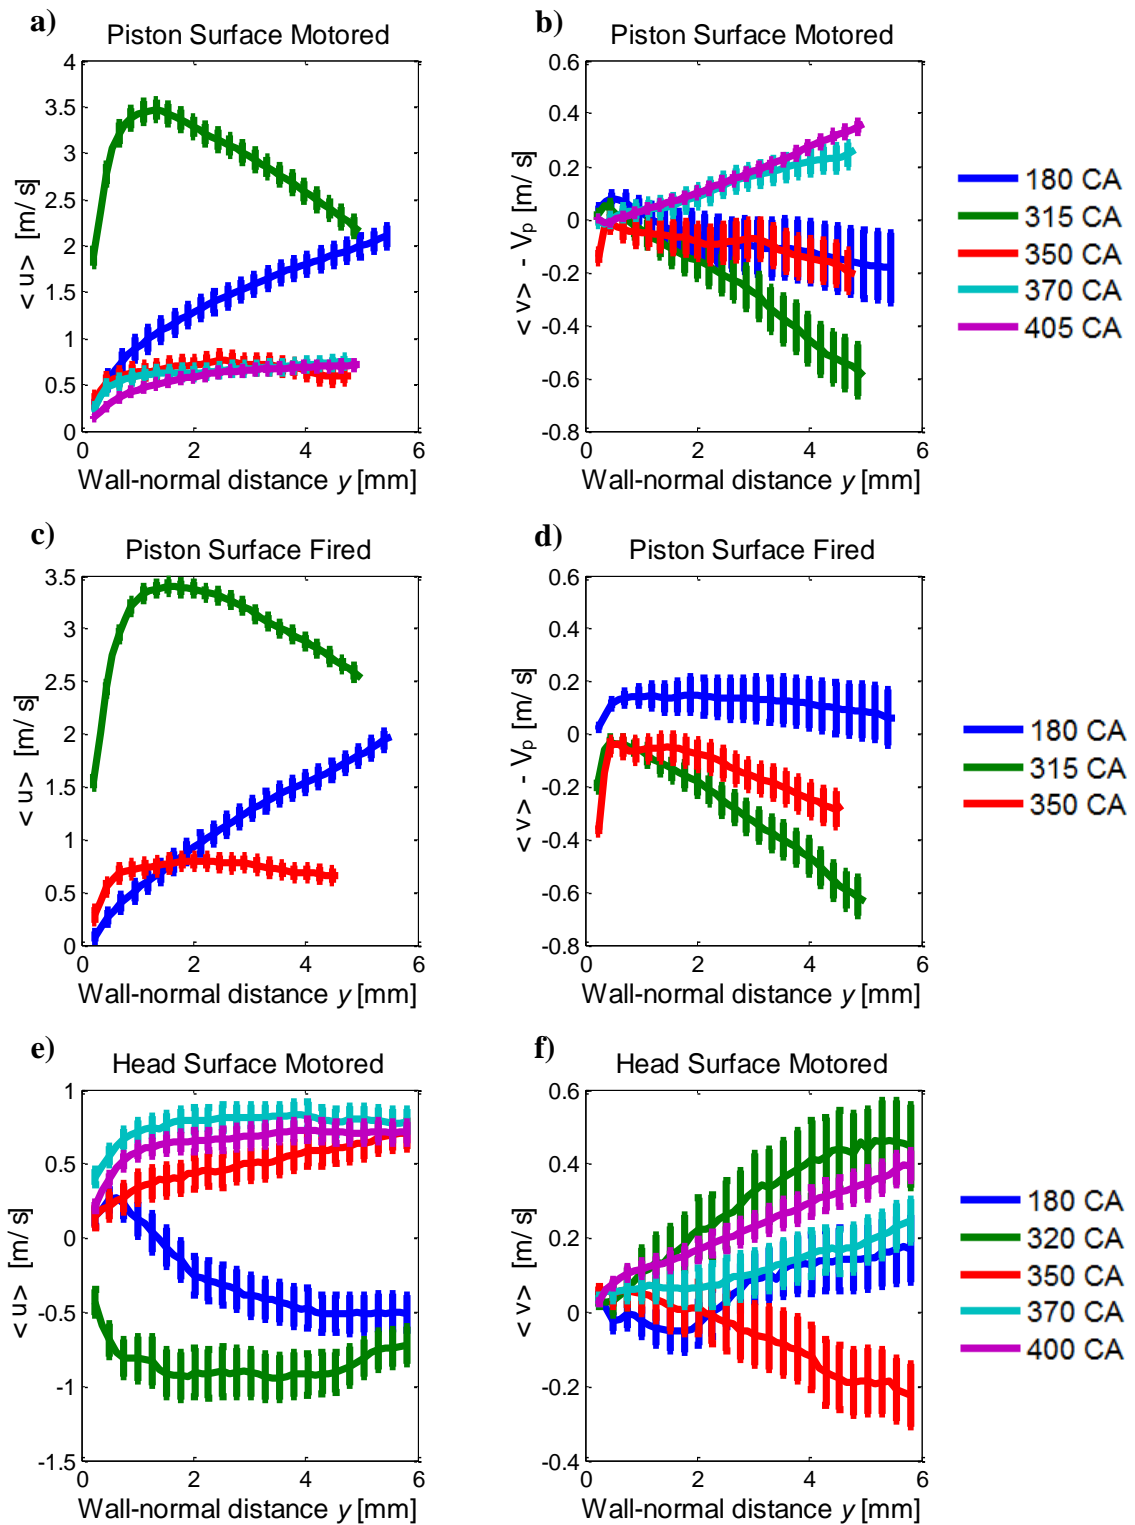 a)
Piston Surface Motored
4
3.5
3
2.5
2
1.5
1
0.5
0
0 2 4 6
< u > [m/ s]
Wall-normal distance y [mm]
b)
Piston Surface Motored
0.6
0.4
0.2
0
-0.2
-0.4
-0.6
-0.8
0 2 4 6
< v > - Vp [m/ s]
Wall-normal distance y [mm]
180 CA
315 CA
350 CA
370 CA
405 CA
c)
Piston Surface Fired
3.5
3
2.5
2
1.5
1
0.5
0
0 2 4 6
< u > [m/ s]
Wall-normal distance y [mm]
d)
Piston Surface Fired
0.6
0.4
0.2
0
-0.2
-0.4
-0.6
-0.8
0 2 4 6
< v > - Vp [m/ s]
Wall-normal distance y [mm]
180 CA
315 CA
350 CA
e)
Head Surface Motored
1
0.5
0
-0.5
-1
-1.5
0 2 4 6
< u > [m/ s]
Wall-normal distance y [mm]
f)
Head Surface Motored
0.6
0.4
0.2
0
-0.2
-0.4
0 2 4 6
< v > [m/ s]
Wall-normal distance y [mm]
180 CA
320 CA
350 CA
370 CA
400 CA